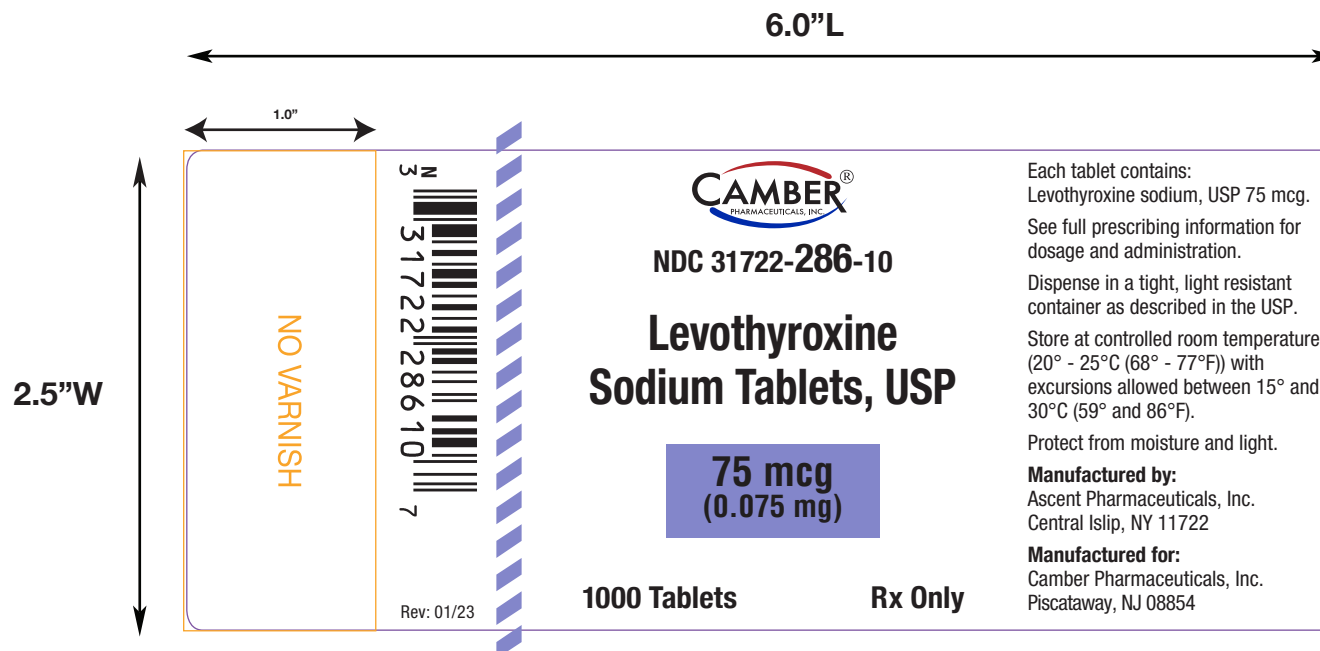 6.0”L
1.0”
2.5”W
NO VARNISH
N
3
31722 28610
7
Rev: 01/23
CAMBER®
PHARMACEUTICALS, INC.
NDC 31722-286-10
Levothyroxine
Sodium Tablets, USP
75 mcg
(0.075 mg)
1000 Tablets
Rx Only
Each tablet contains:
Levothyroxine sodium, USP 75 mcg.
See full prescribing information for
dosage and administration.
Dispense in a tight, light resistant
container as described in the USP.
Store at controlled room temperature
(20° - 25°C (68° - 77°F)) with
excursions allowed between 15° and
30°C (59° and 86°F).
Protect from moisture and light.
Manufactured by:
Ascent Pharmaceuticals, Inc.
Central Islip, NY 11722
Manufactured for:
Camber Pharmaceuticals, Inc.
Piscataway, NJ 08854